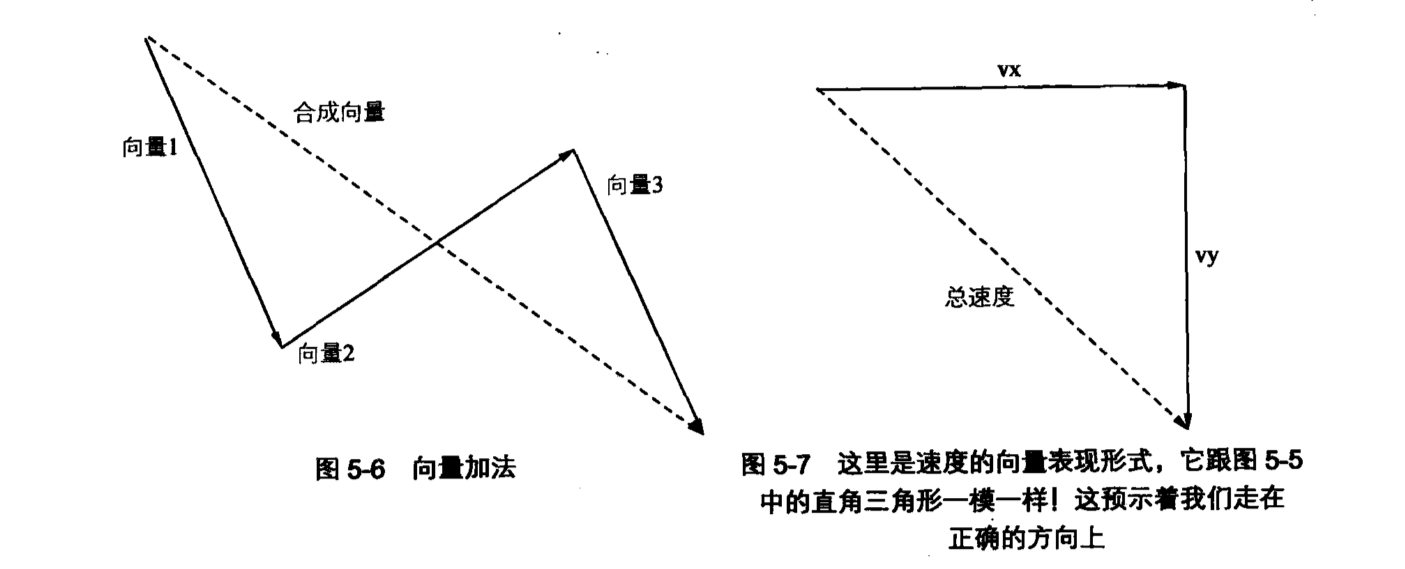 合成向量
向量1
向量2
向量3
图 5-6 向量加法
vx
vy
总速度
图 5-7 这里是速度的向量表现形式，它跟图 5-5
中的直角三角形一模一样！这预示着我们走在
正确的方向上